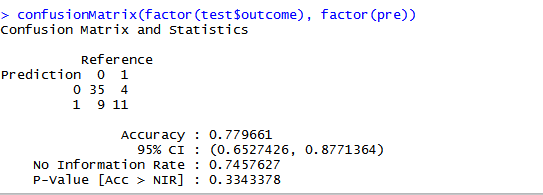 > confusionMatrix(factor(test$outcome), factor(pre))
Confusion Matrix and Statistics
Reference
Prediction 0 1
0 35 4
1 9 11
Accuracy : 0.779661
95% CI : (0.6527426, 0.8771364)
No Information Rate : 0.7457627
P-Value [Acc > NIR] : 0.3343378